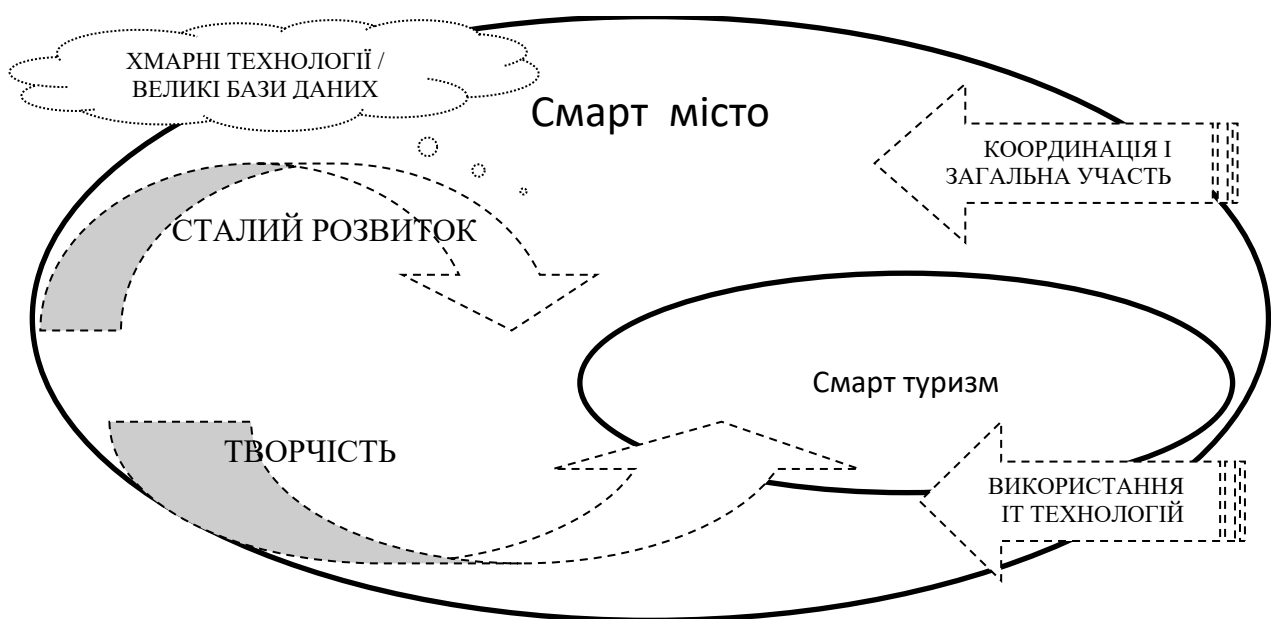 ХМАРНІ ТЕХНОЛОГІЇ /
ВЕЛИКІ БАЗИ ДАНИХ
Смарт місто
КООРДИНАЦІЯ І
ЗАГАЛЬНА УЧАСТЬ
СТАЛИЙ РОЗВИТОК
Смарт туризм
ТВОРЧІСТЬ
ВИКОРИСТАННЯ
ІТ ТЕХНОЛОГІЙ